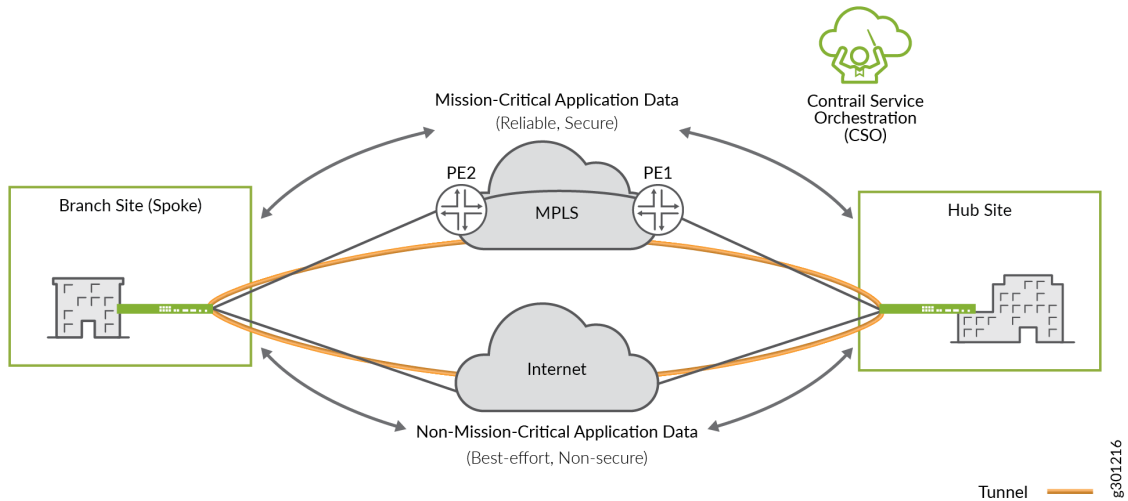 Mission-Critical Application Data
(Reliable, Secure)
Contrail Service
Orchestration
(CSO)
PE2
PE1
Branch Site (Spoke)
MPLS
Hub Site
Internet
Non-Mission-Critical Application Data
(Best-effort, Non-secure)
Tunnel
g301216